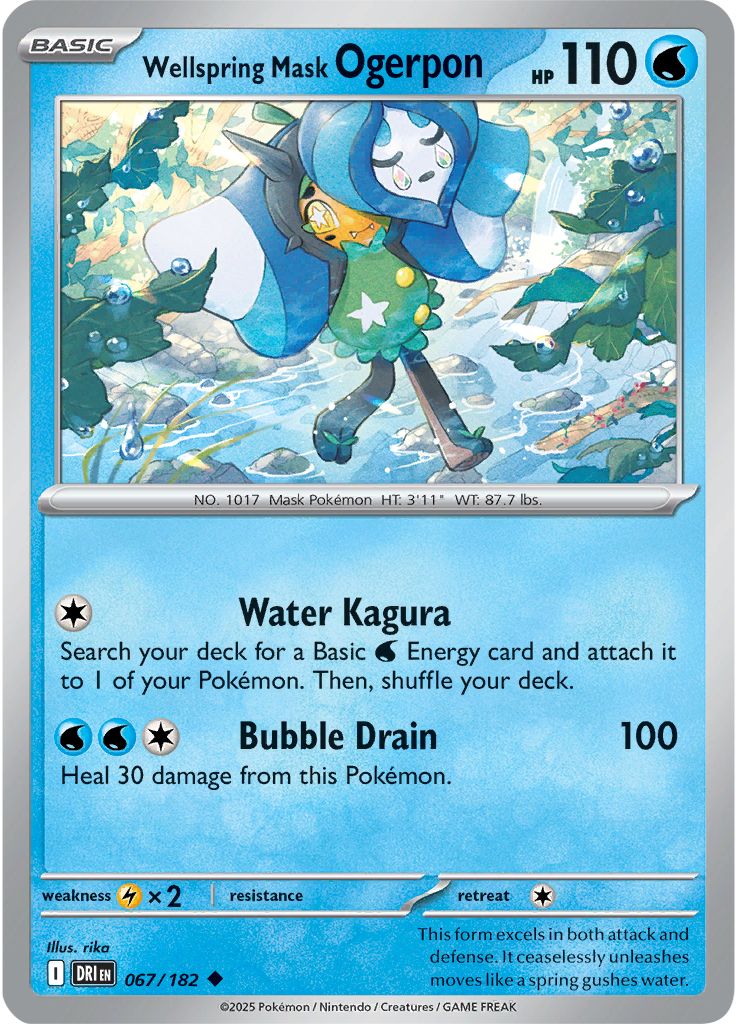 BASIC
Wellspring Mask Ogerpon HP 110
NO. 1017 Mask Pokémon HT: 3'11" WT: 87.7 lbs.
Water Kagura
Search your deck for a Basic Energy card and attach it
to 1 of your Pokémon. Then, shuffle your deck.
Bubble Drain 100
Heal 30 damage from this Pokémon.
weakness ×2 resistance retreat
Illus. rika
This form excels in both attack and
defense. It ceaselessly unleashes
moves like a spring gushes water.
I DRI EN 067/182
©2025 Pokémon / Nintendo / Creatures / GAME FREAK